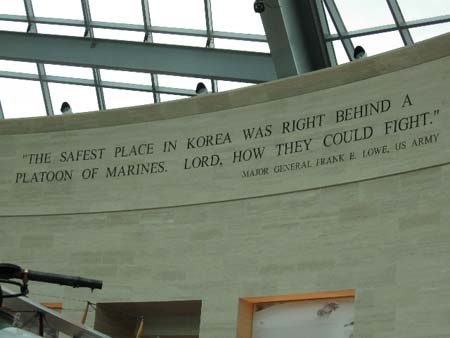 "THE SAFEST PLACE IN KOREA WAS RIGHT BEHIND A
PLATOON OF MARINES. LORD, HOW THEY COULD FIGHT."
MAJOR GENERAL FRANK E. LOWE, US ARMY